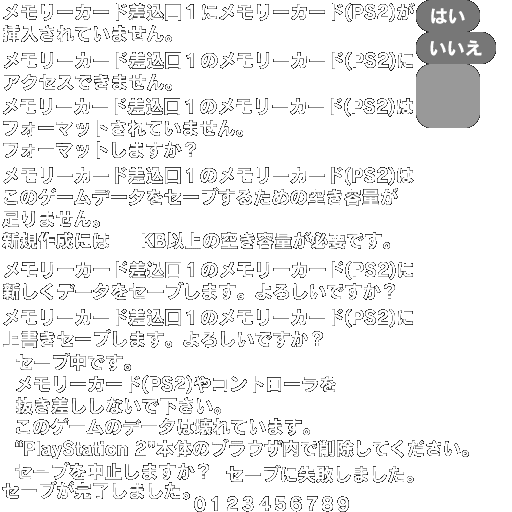 メモリーカード差込口1にメモリーカード(PS2)が
挿入されていません。
メモリーカード差込口1のメモリーカード(PS2)に
アクセスできません。
メモリーカード差込口1のメモリーカード(PS2)は
フォーマットされていません。
フォーマットしますか？
メモリーカード差込口1のメモリーカード(PS2)は
このゲームデータをセーブするための空き容量が
足りません。
新規作成には　　KB以上の空き容量が必要です。
メモリーカード差込口1のメモリーカード(PS2)に
新しくデータをセーブします。よろしいですか？
メモリーカード差込口1のメモリーカード(PS2)に
上書きセーブします。よろしいですか？
セーブ中です。
メモリーカード(PS2)やコントローラを
抜き差ししないで下さい。
このゲームのデータは壊れています。
"PlayStation 2"本体のブラウザ内で削除してください。
セーブを中止しますか？　セーブに失敗しました。
セーブが完了しました。
0 1 2 3 4 5 6 7 8 9
はい
いいえ